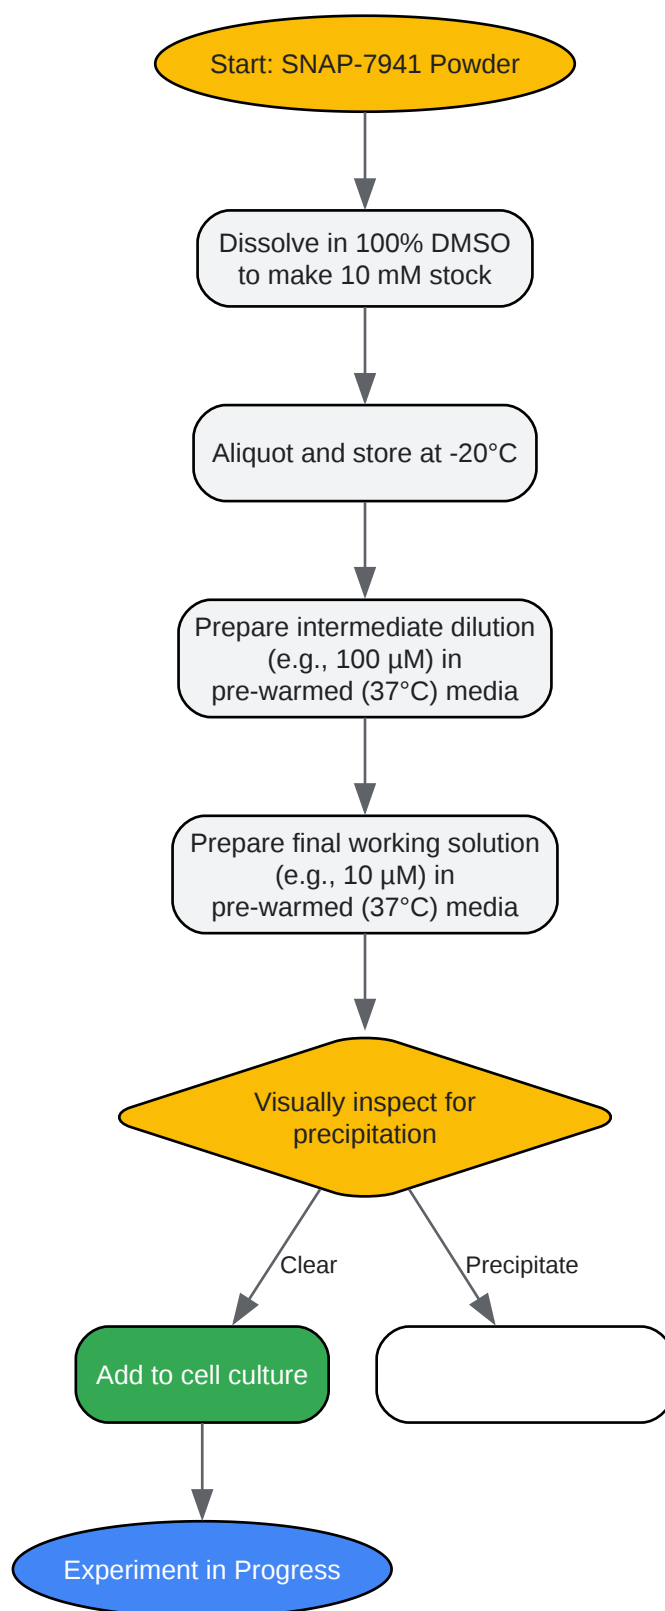 Start: SNAP-7941 Powder
Dissolve in 100% DMSO
to make 10 mM stock
Aliquot and store at -20°C
Prepare intermediate dilution
(e.g., 100 µM) in
pre-warmed (37°C) media
Prepare final working solution
(e.g., 10 µM) in
pre-warmed (37°C) media
Visually inspect for
precipitation
Clear
Precipitate
Add to cell culture
Experiment in Progress